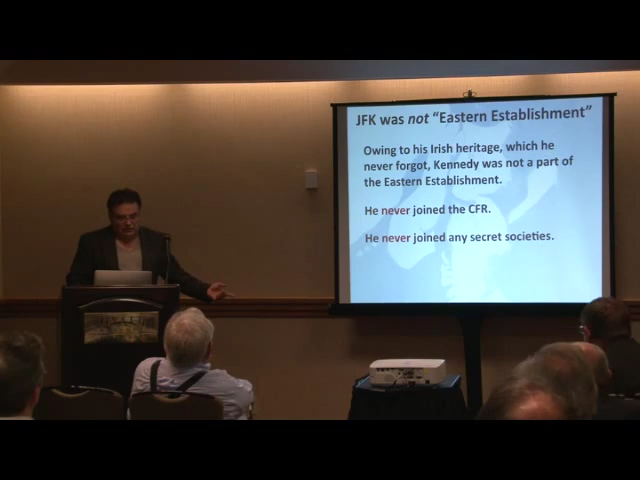 JFK was not “Eastern Establishment”
Owing to his Irish heritage, which he
never forgot, Kennedy was not a part of
the Eastern Establishment.
He never joined the CFR.
He never joined any secret societies.